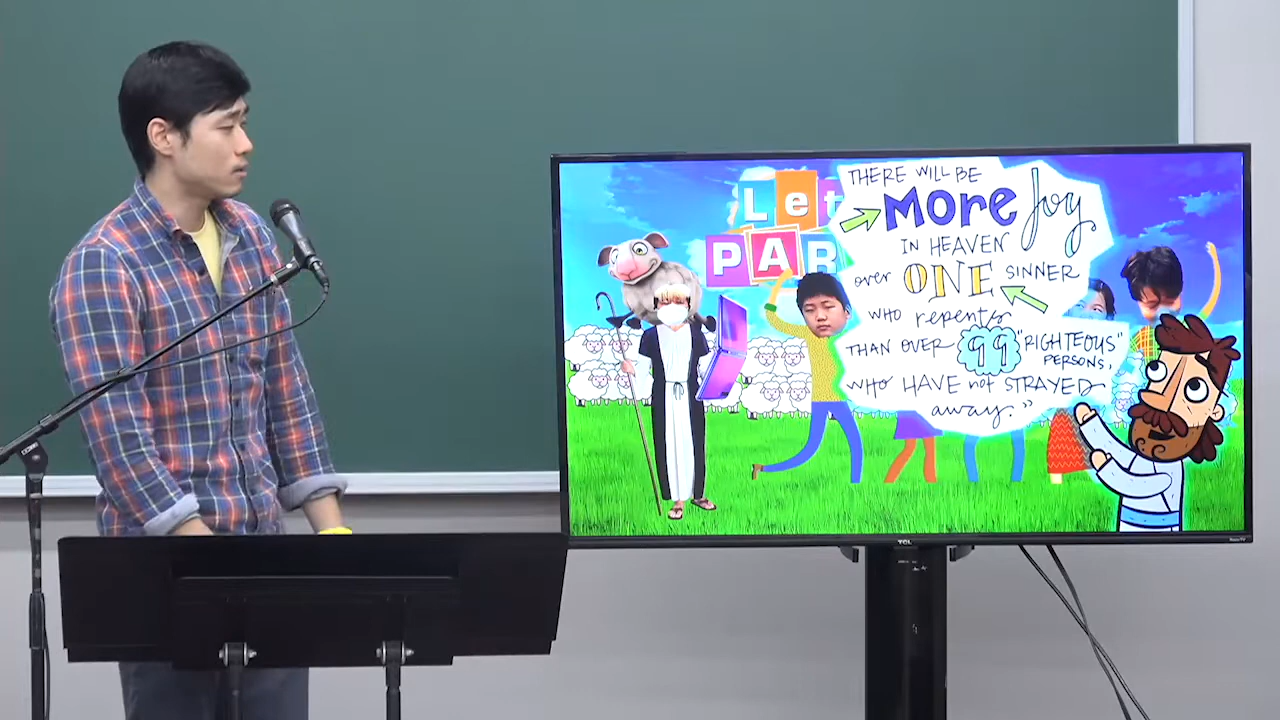 Let
PAR
THERE WILL BE
MORE Joy
IN HEAVEN
over ONE SINNER
WHO repents
THAN OVER 99 "RIGHTEOUS"
PERSONS,
WHO HAVE not STRAYED
away."
TCL